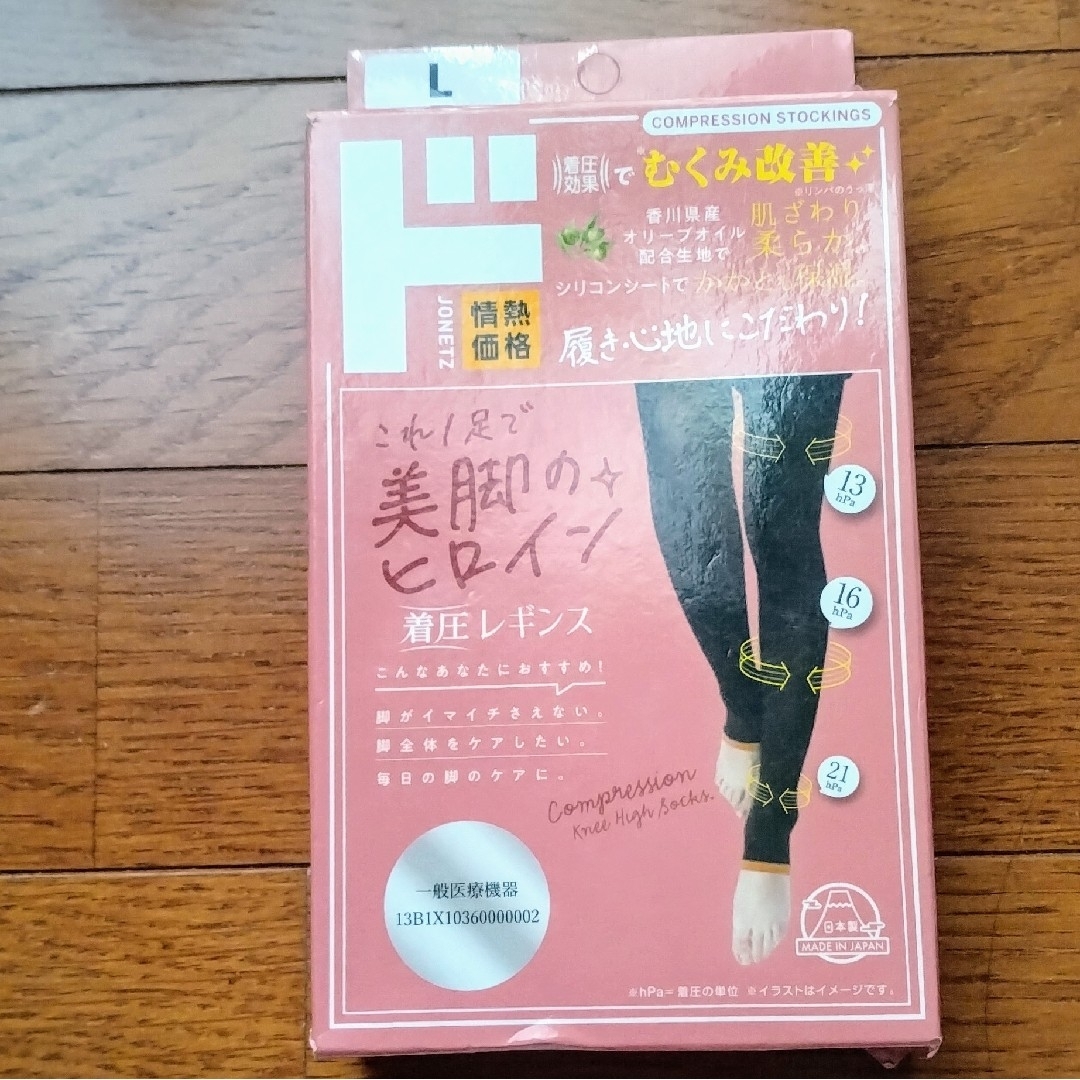 L
COMPRESSION STOCKINGS
ド
JONETZ
情熱
価格
着圧
効果
で
※むくみ改善
※リンパのうっ
香川県産
オリーブオイル
配合生地で
肌ざわり
柔らか
シリコンシートで かかとも保湿。
履き心地にこだわり!
これ1足で
美脚の
ヒロイン
着圧レギンス
こんなあなたにおすすめ!
脚がイマイチさえない。
脚全体をケアしたい。
毎日の脚のケアに。
13
hPa
16
hPa
21
hPa
Compression
Knee High Socks.
一般医療機器
13B1X10360000002
日本製
MADE IN JAPAN
※hPa=着圧の単位 ※イラストはイメージです。